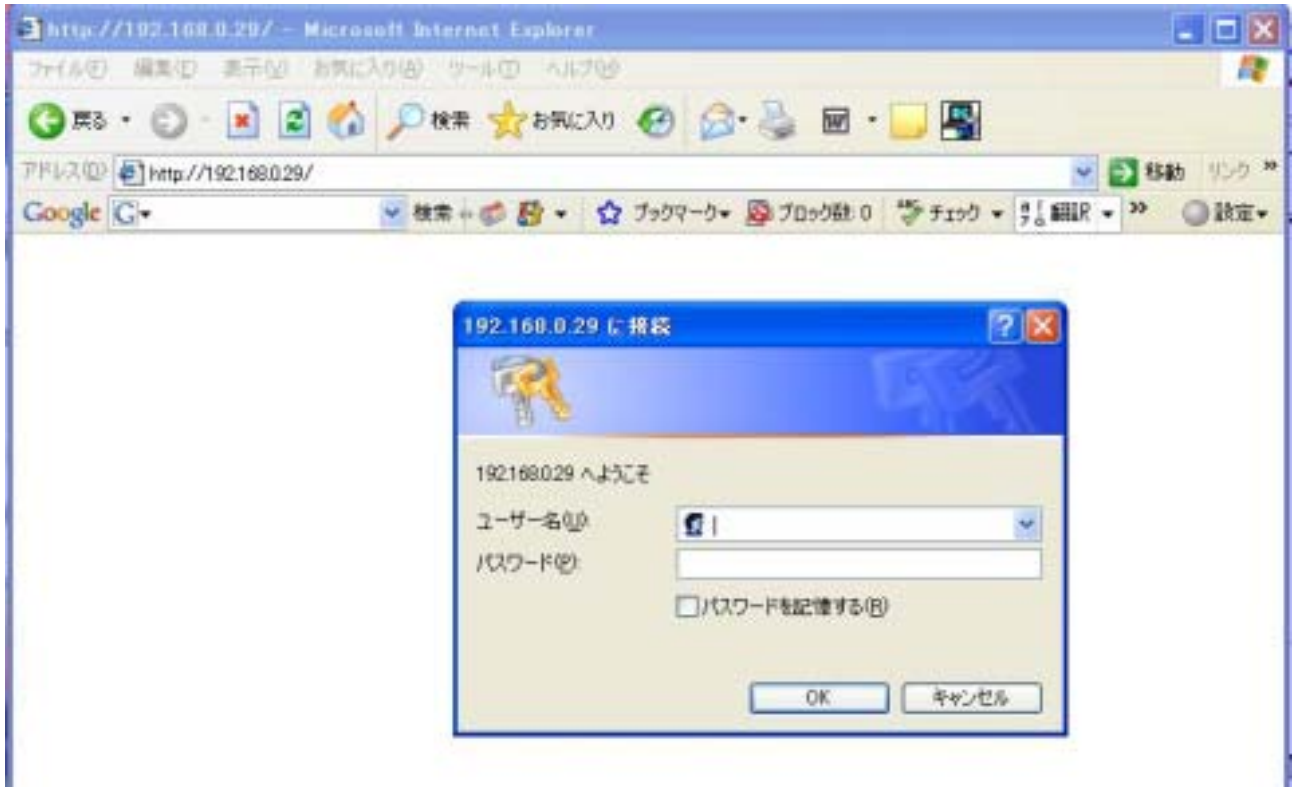 http://192.168.0.29/ - Microsoft Internet Explorer
ファイル(F) 編集(E) 表示(V) お気に入り(A) ツール(T) ヘルプ(H)
戻る 検索 お気に入り
アドレス(D) http://192.168.0.29/ 移動 リンク »
Google G 検索 ブックマーク ブロック数: 0 チェック 翻訳 » 設定
192.168.0.29 に接続
192.168.0.29 へようこそ
ユーザー名(U):
パスワード(P):
パスワードを記憶する(R)
OK キャンセル